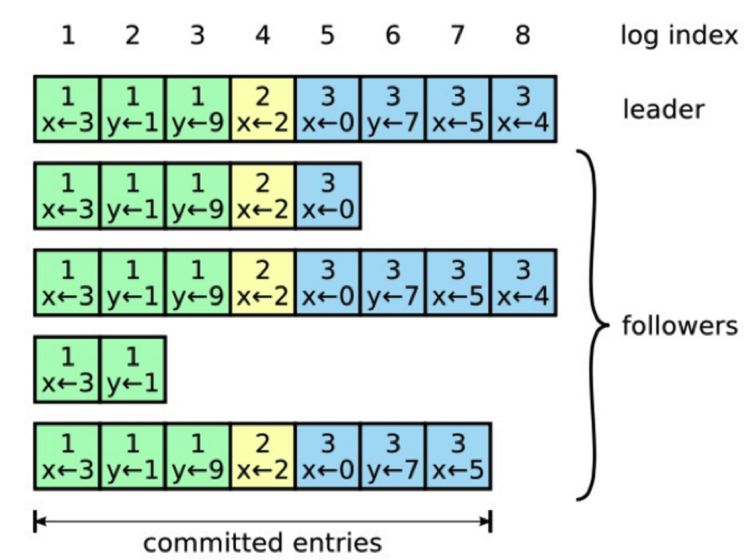 1 2 3 4 5 6 7 8 log index
1 1 1 2 3 3 3 3
x←3 y←1 y←9 x←2 x←0 y←7 x←5 x←4
leader
1 1 1 2 3
x←3 y←1 y←9 x←2 x←0
1 1 1 2 3 3 3 3
x←3 y←1 y←9 x←2 x←0 y←7 x←5 x←4
followers
1 1
x←3 y←1
1 1 1 2 3 3 3
x←3 y←1 y←9 x←2 x←0 y←7 x←5
committed entries